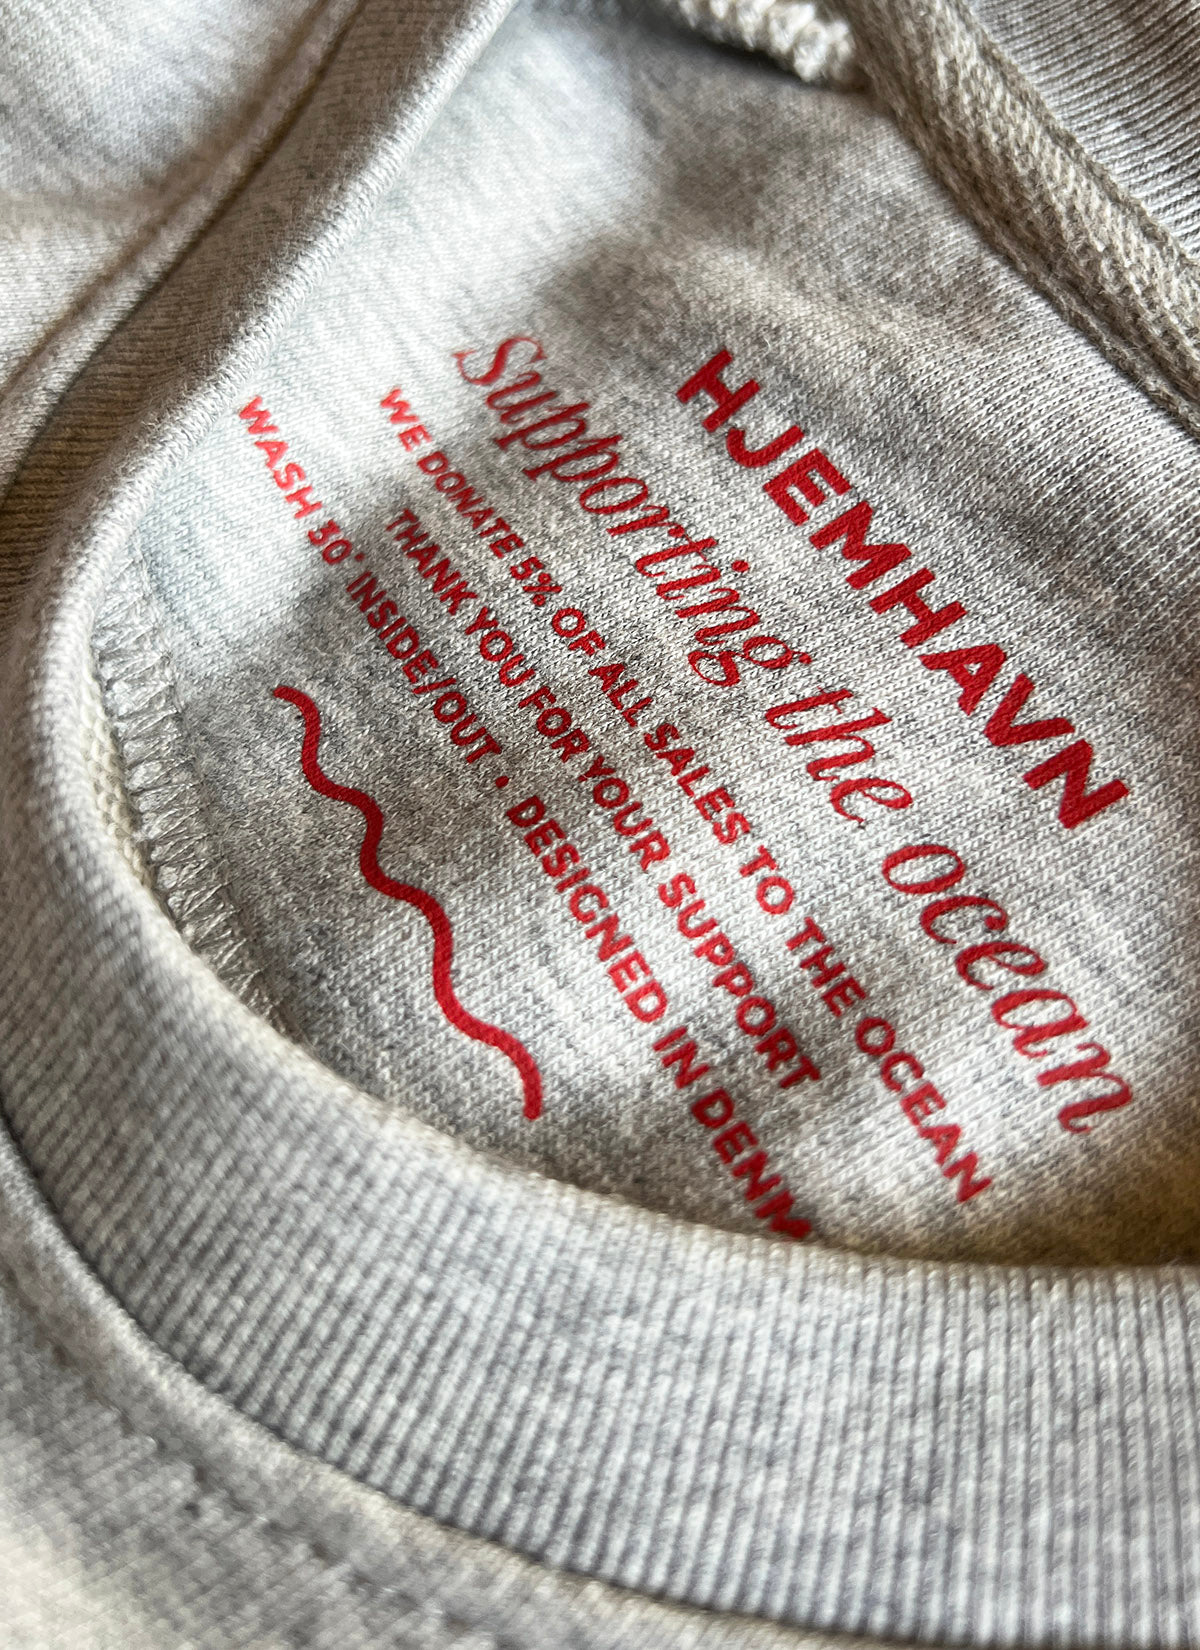 HJEMHAVN
Supporting the ocean
WE DONATE 5% OF ALL SALES TO THE OCEAN
THANK YOU FOR YOUR SUPPORT
WASH 30° INSIDE/OUT • DESIGNED IN DENM